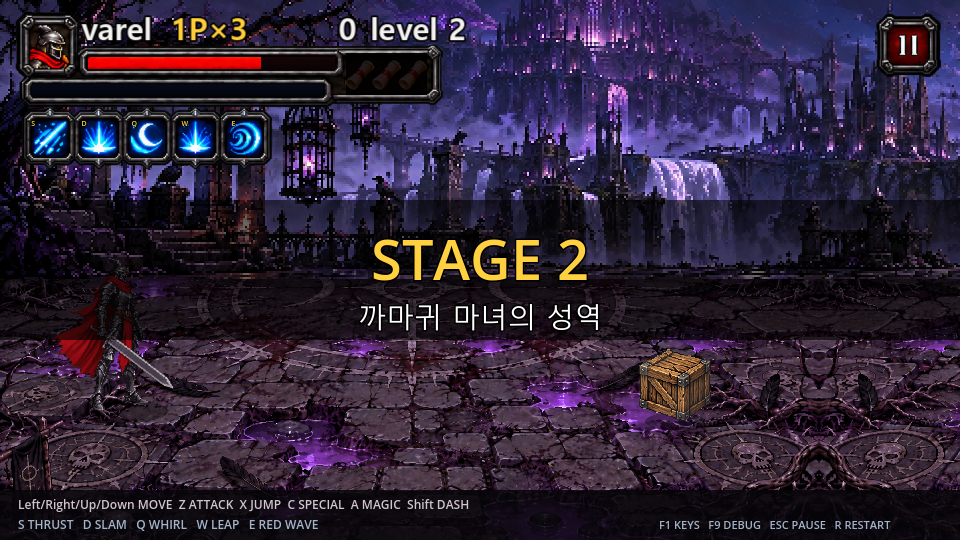 varel 1P×3 0 level 2
S D Q W E
STAGE 2
까마귀 마녀의 성역
Left/Right/Up/Down MOVE Z ATTACK X JUMP C SPECIAL A MAGIC Shift DASH
S THRUST D SLAM Q WHIRL W LEAP E RED WAVE
F1 KEYS F9 DEBUG ESC PAUSE R RESTART